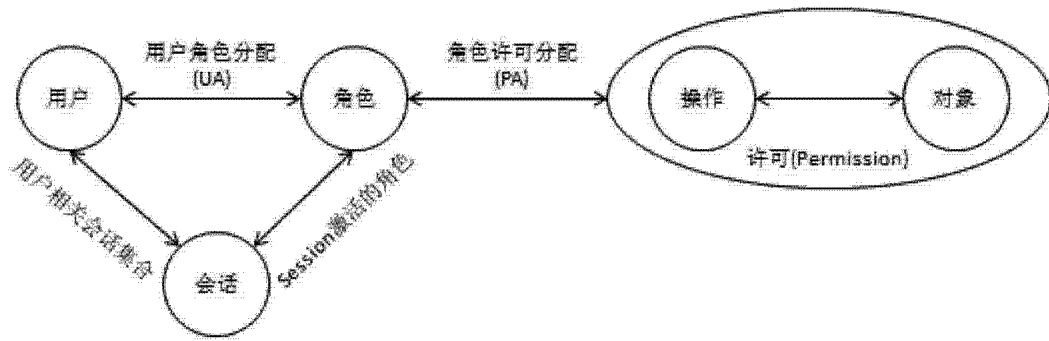 用户角色分配
(UA)
角色许可分配
(PA)
用户
角色
操作
对象
许可(Permission)
用户相关会话集合
Session激活的角色
会话